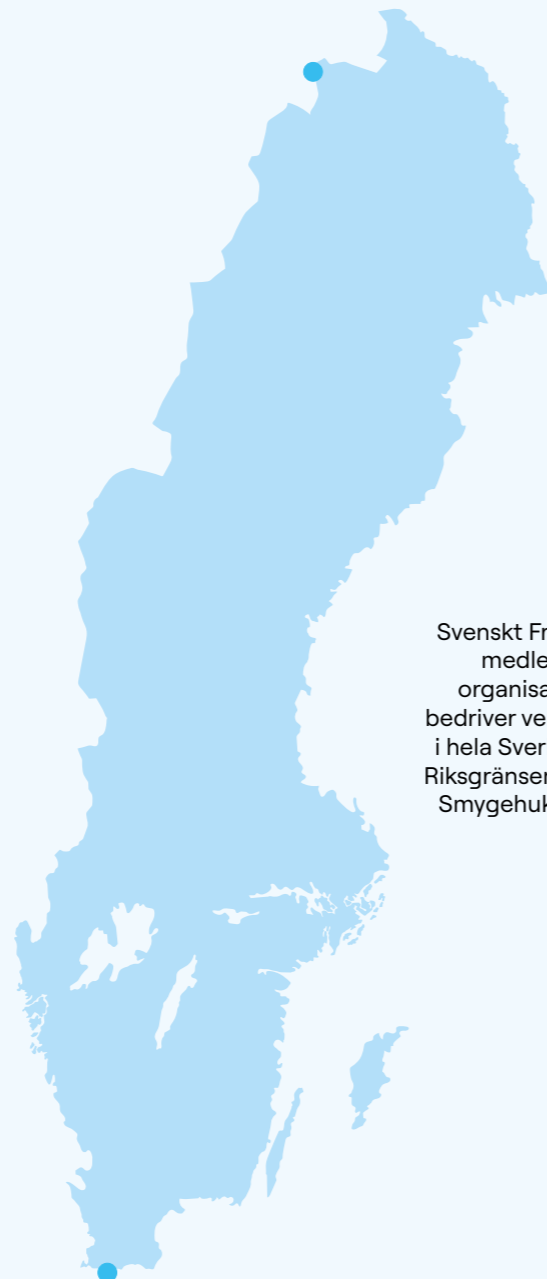 Svenskt Fr
medle
organisa
bedriver ve
i hela Sver
Riksgränser
Smygehuk